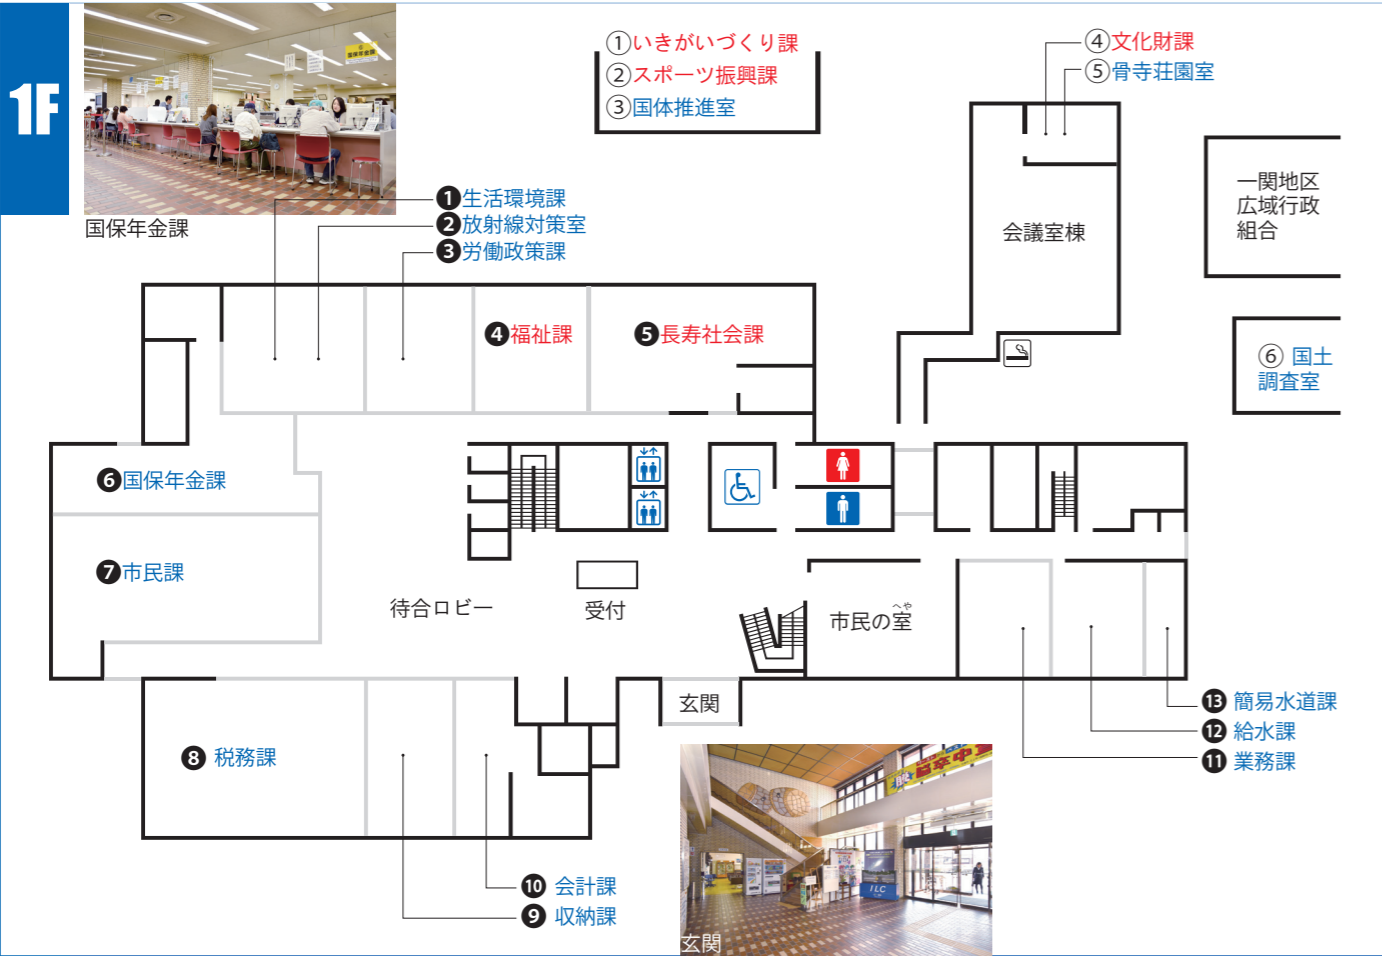 1F
国保年金課
国保年金課
①いきがいづくり課
②スポーツ振興課
③国体推進室
④文化財課
⑤骨寺荘園室
一関地区
広域行政
組合
会議室棟
⑥ 国土
調査室
❶生活環境課
❷放射線対策室
❸労働政策課
❹福祉課
❺長寿社会課
❻国保年金課
❼市民課
待合ロビー
受付
へや
市民の室
玄関
❽ 税務課
⓭ 簡易水道課
⓬ 給水課
⓫ 業務課
❿ 会計課
❾ 収納課
ILC
玄関